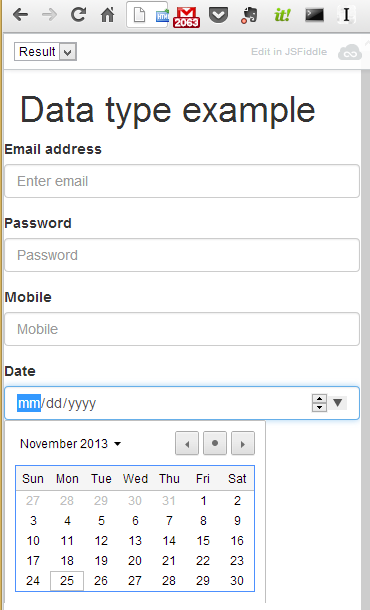 2063
it!
I
Result
Edit in JSFiddle
Data type example
Email address
Enter email
Password
Password
Mobile
Mobile
Date
mm/dd/yyyy
November 2013
Sun Mon Tue Wed Thu Fri Sat
27 28 29 30 31 1 2
3 4 5 6 7 8 9
10 11 12 13 14 15 16
17 18 19 20 21 22 23
24 25 26 27 28 29 30